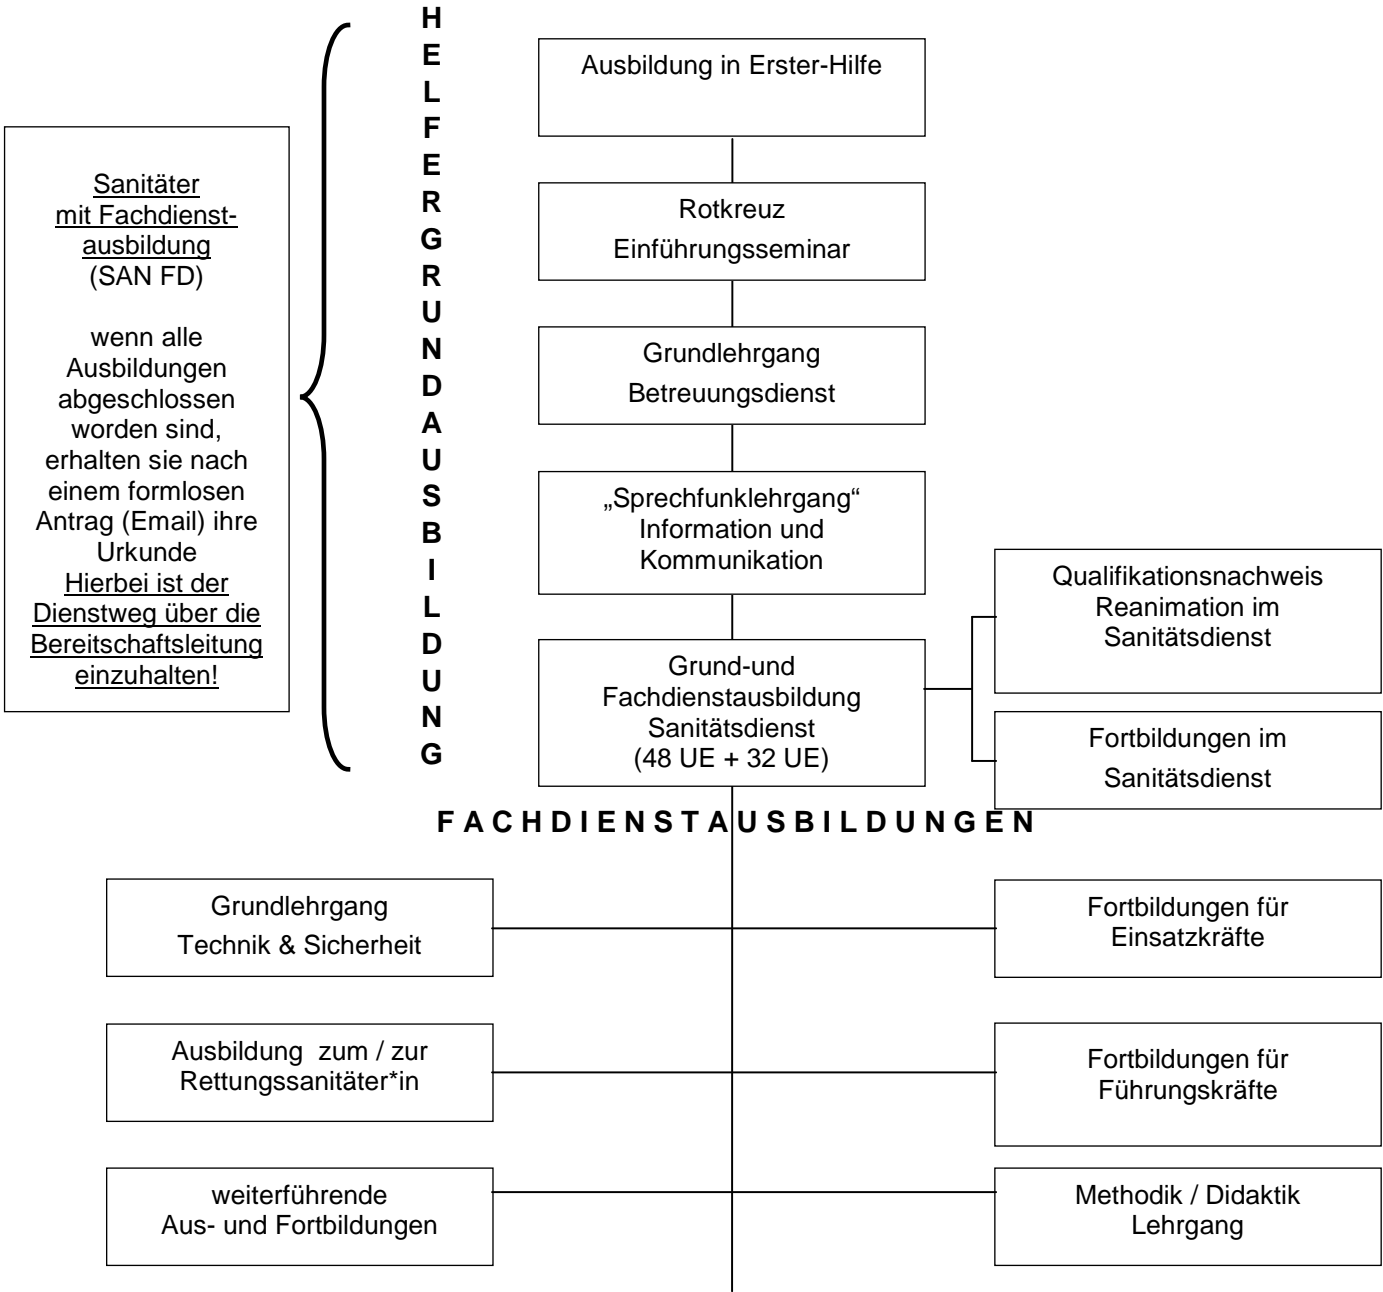 HELFERGRUNDAUSBILDUNG
Ausbildung in Erster-Hilfe
Sanitäter
mit Fachdienst-
ausbildung
(SAN FD)
wenn alle
Ausbildungen
abgeschlossen
worden sind,
erhalten sie nach
einem formlosen
Antrag (Email) ihre
Urkunde
Hierbei ist der
Dienstweg über die
Bereitschaftsleitung
einzuhalten!
Rotkreuz
Einführungsseminar
Grundlehrgang
Betreuungsdienst
„Sprechfunklehrgang“
Information und
Kommunikation
Grund-und
Fachdienstausbildung
Sanitätsdienst
(48 UE + 32 UE)
Qualifikationsnachweis
Reanimation im
Sanitätsdienst
Fortbildungen im
Sanitätsdienst
FACHDIENSTAUSBILDUNGEN
Grundlehrgang
Technik & Sicherheit
Fortbildungen für
Einsatzkräfte
Ausbildung zum / zur
Rettungssanitäter*in
Fortbildungen für
Führungskräfte
weiterführende
Aus- und Fortbildungen
Methodik / Didaktik
Lehrgang